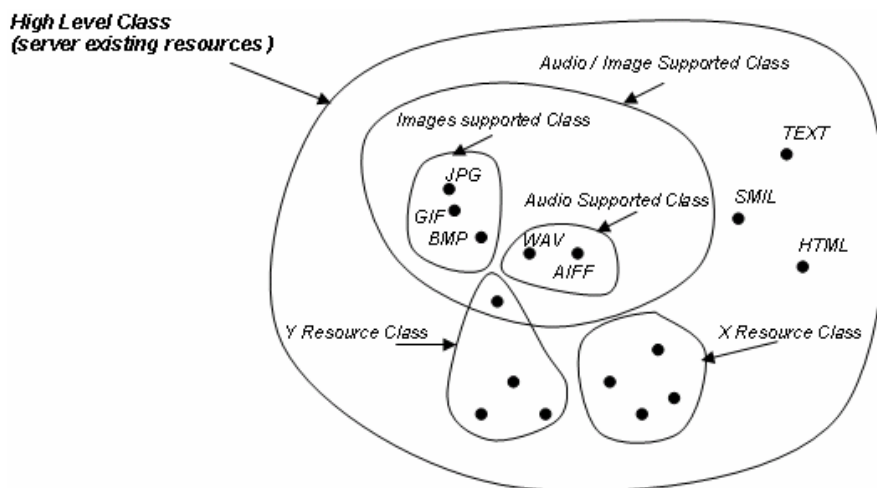 High Level Class
(server existing resources )
Audio / Image Supported Class
Images supported Class
TEXT
JPG
Audio Supported Class
SMIL
GIF
BMP
WAV
HTML
AIFF
Y Resource Class
X Resource Class